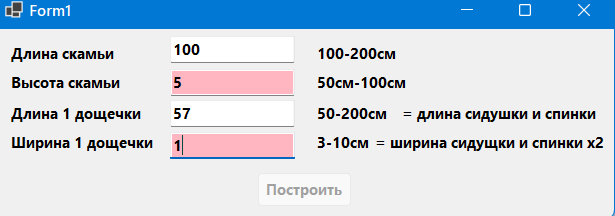 Form1
Длина скамьи 100 100-200см
Высота скамьи 5 50см-100см
Длина 1 дощечки 57 50-200см = длина сидушки и спинки
Ширина 1 дощечки 1 3-10см = ширина сидущки и спинки x2
Построить